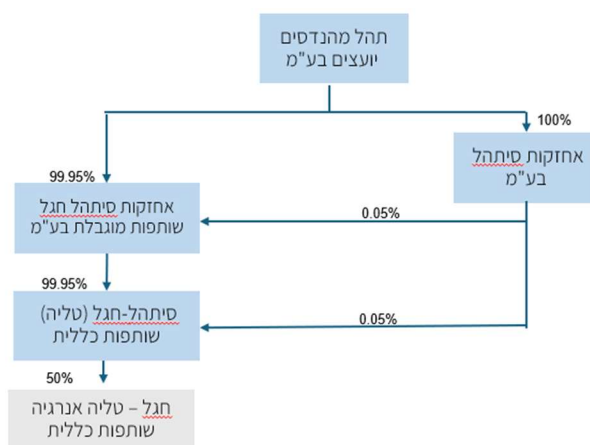 תהל מהנדסים
יועצים בע"מ
100%
אחזקות סיתהל
בע"מ
99.95%
אחזקות סיתהל חגל
שותפות מוגבלת בע"מ
0.05%
99.95%
סיתהל-חגל (טליה)
שותפות כללית
0.05%
50%
חגל – טליה אנרגיה
שותפות כללית